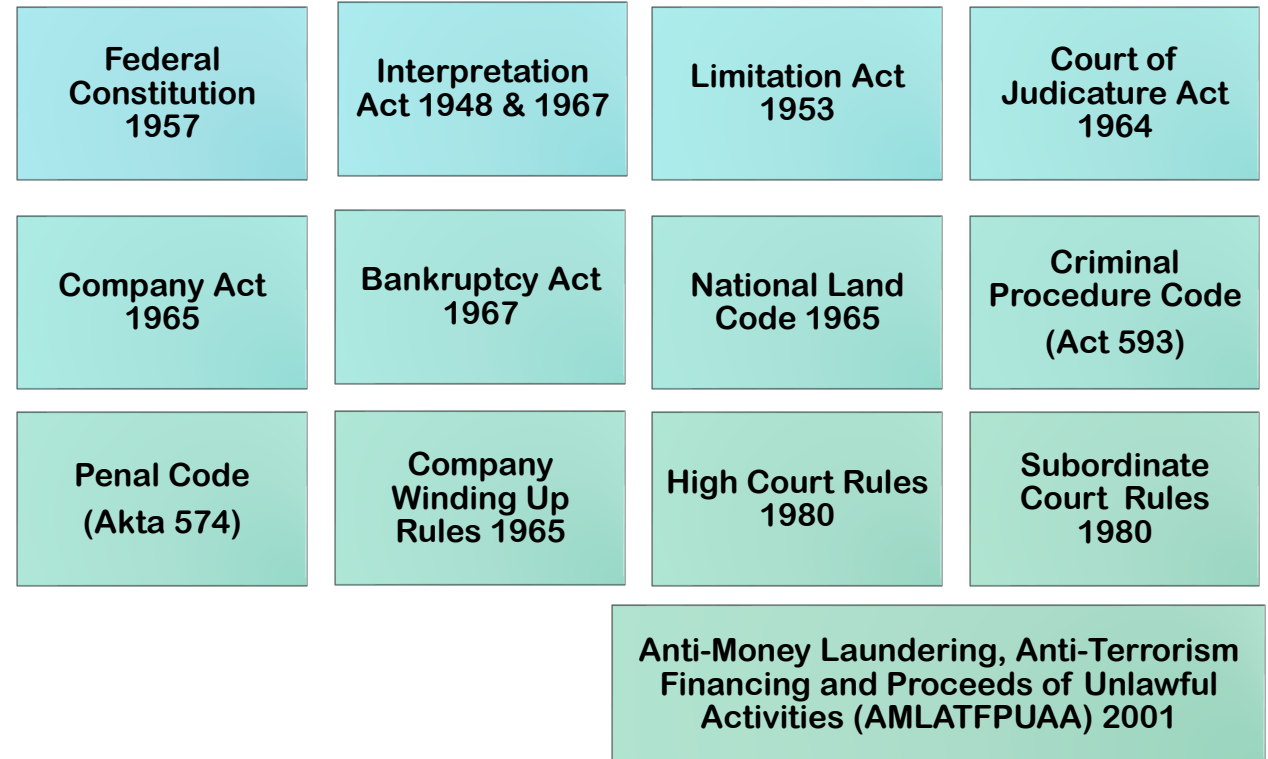 Federal
Constitution
1957
Interpretation
Act 1948 & 1967
Limitation Act
1953
Court of
Judicature Act
1964
Company Act
1965
Bankruptcy Act
1967
National Land
Code 1965
Criminal
Procedure Code
(Act 593)
Penal Code
(Akta 574)
Company
Winding Up
Rules 1965
High Court Rules
1980
Subordinate
Court Rules
1980
Anti-Money Laundering, Anti-Terrorism
Financing and Proceeds of Unlawful
Activities (AMLATFPUAA) 2001